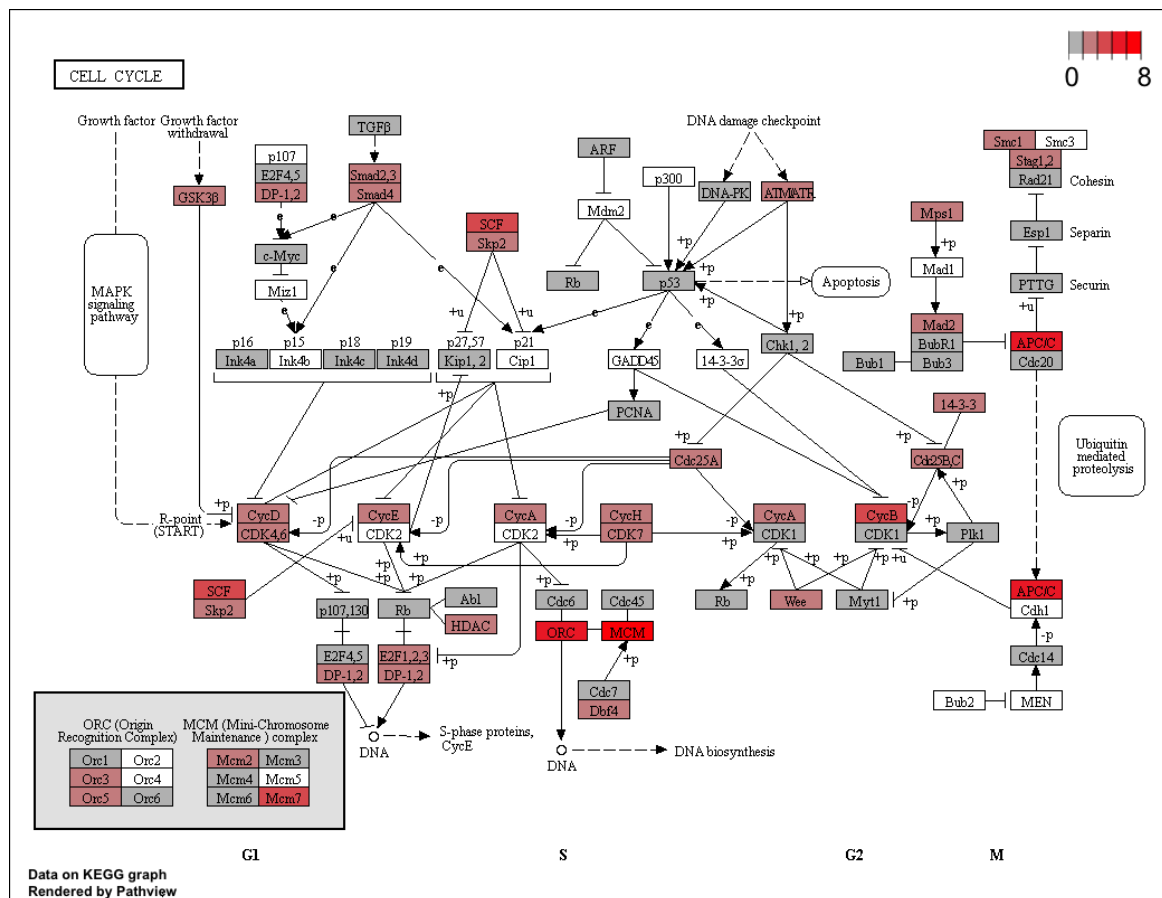 0 8
CELL CYCLE
Growth factor
Growth factor
withdrawal
TGFβ
DNA damage checkpoint
Smc1 Smc3
Stag1,2
Rad21
Cohesin
p107
E2F4,5
DP-1,2
ARF
p300
DNA-PK
ATM/ATR
GSK3β
Smad2,3
Smad4
Mdm2
Mps1
+p
Esp1
Separin
SCF
Skp2
e
e
c-Myc
Rb
+p
+p
p53
+p
+p
Mad1
Apoptosis
PTTG
Securin
MAPK
signaling pathway
Miz1
e
e
+u
+u
e
e
e
+p
+u
Mad2
BubR1
Bub3
Bub1
APC/C
Cdc20
p16
Ink4a
p15
Ink4b
p18
Ink4c
p19
Ink4d
p27,57
Kip1, 2
p21
Cip1
GADD45
14-3-3σ
Chk1, 2
+p
PCNA
14-3-3
Ubiquitin
mediated
proteolysis
+p
Cdc25A
+p
Cdc25B,C
+p
R-point
(START)
+p
CycD
CDK4,6
-p
CycE
CDK2
-p
CycA
CDK2
-p
+p
CycH
CDK7
-p
+p
CycA
CDK1
CycB
CDK1
-p
+p
+p
Plk1
+u
+p
+p
+p
+p
+p
+p
+p
+p
+u
SCF
Skp2
p107,130
Rb
Abl
HDAC
Cdc6
Cdc45
Rb
Wee
Myt1
+p
APC/C
Cdh1
-p
ORC
MCM
E2F4,5
DP-1,2
E2F1,2,3
DP-1,2
+p
+p
Cdc14
Cdc7
Dbf4
Bub2
MEN
DNA
S-phase proteins,
CycE
DNA
DNA biosynthesis
ORC (Origin
Recognition Complex)
Orc1 Orc2
Orc3 Orc4
Orc5 Orc6
MCM (Mini-Chromosome
Maintenance ) complex
Mcm2 Mcm3
Mcm4 Mcm5
Mcm6 Mcm7
G1 S G2 M
Data on KEGG graph
Rendered by Pathview